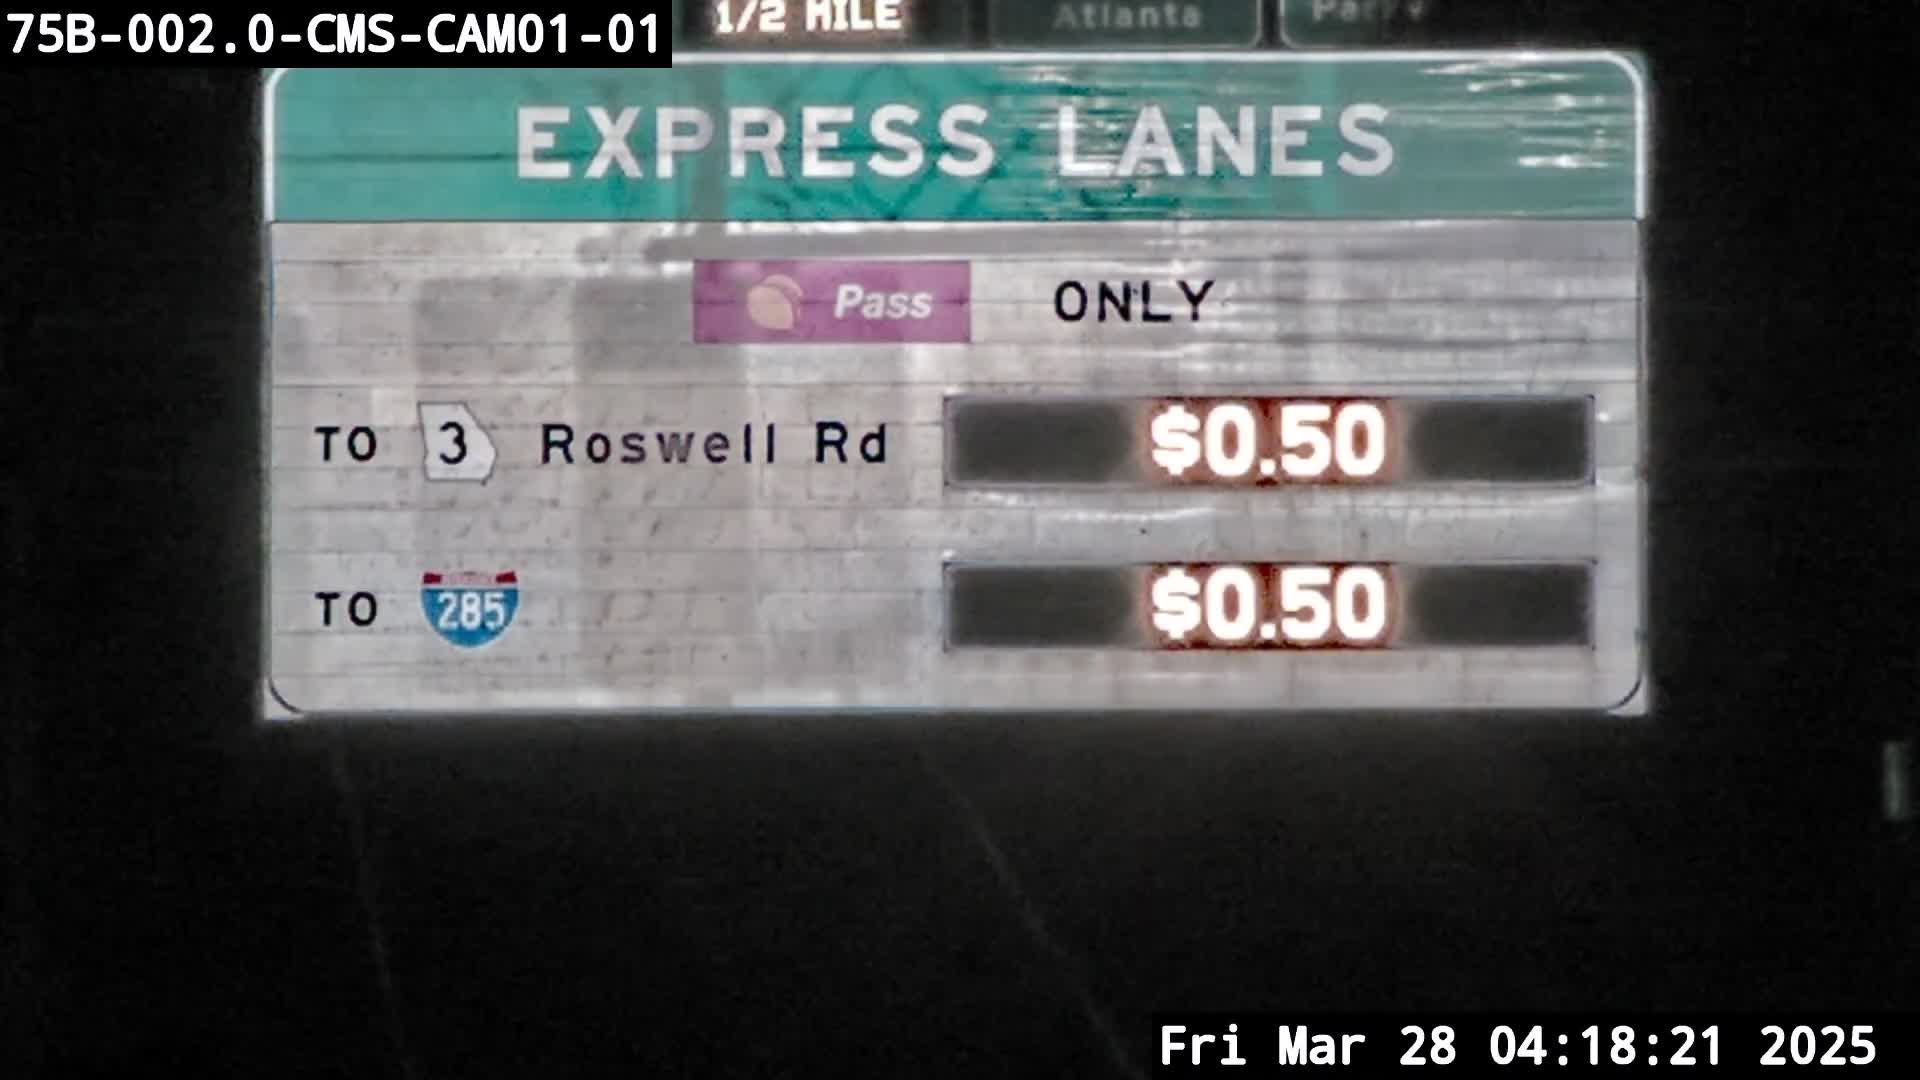 75B-002.0-CMS-CAM01-01
1/2 MILE
Atlanta
EXPRESS LANES
Pass ONLY
TO 3 Roswell Rd $0.50
TO 285 $0.50
Fri Mar 28 04:18:21 2025